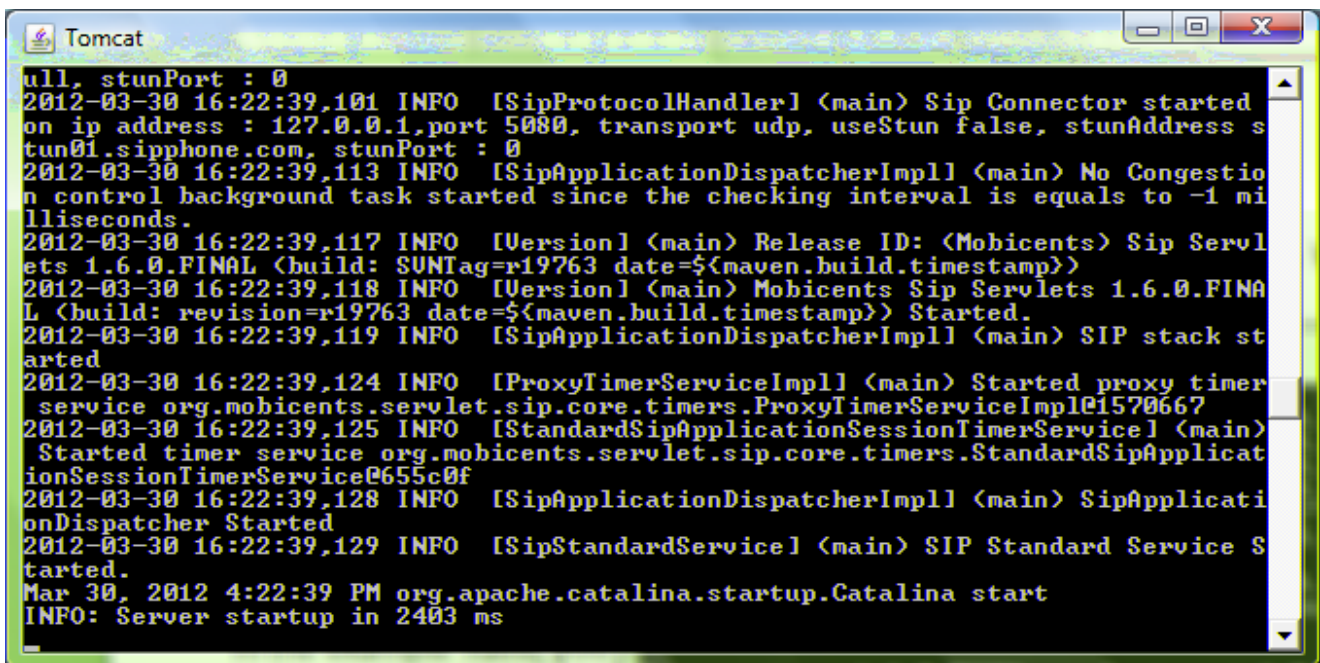 Tomcat
ull, stunPort : 0
2012-03-30 16:22:39,101 INFO  [SipProtocolHandler] (main) Sip Connector started
on ip address : 127.0.0.1,port 5080, transport udp, useStun false, stunAddress s
tun01.sipphone.com, stunPort : 0
2012-03-30 16:22:39,113 INFO  [SipApplicationDispatcherImpl] (main) No Congestio
n control background task started since the checking interval is equals to -1 mi
lliseconds.
2012-03-30 16:22:39,117 INFO  [Version] (main) Release ID: (Mobicents) Sip Servl
ets 1.6.0.FINAL (build: SVNTag=r19763 date=${maven.build.timestamp})
2012-03-30 16:22:39,118 INFO  [Version] (main) Mobicents Sip Servlets 1.6.0.FINA
L (build: revision=r19763 date=${maven.build.timestamp}) Started.
2012-03-30 16:22:39,119 INFO  [SipApplicationDispatcherImpl] (main) SIP stack st
arted
2012-03-30 16:22:39,124 INFO  [ProxyTimerServiceImpl] (main) Started proxy timer
 service org.mobicents.servlet.sip.core.timers.ProxyTimerServiceImpl@1570667
2012-03-30 16:22:39,125 INFO  [StandardSipApplicationSessionTimerService] (main)
 Started timer service org.mobicents.servlet.sip.core.timers.StandardSipApplicat
ionSessionTimerService@655c0f
2012-03-30 16:22:39,128 INFO  [SipApplicationDispatcherImpl] (main) SipApplicati
onDispatcher Started
2012-03-30 16:22:39,129 INFO  [SipStandardService] (main) SIP Standard Service S
tarted.
Mar 30, 2012 4:22:39 PM org.apache.catalina.startup.Catalina start
INFO: Server startup in 2403 ms